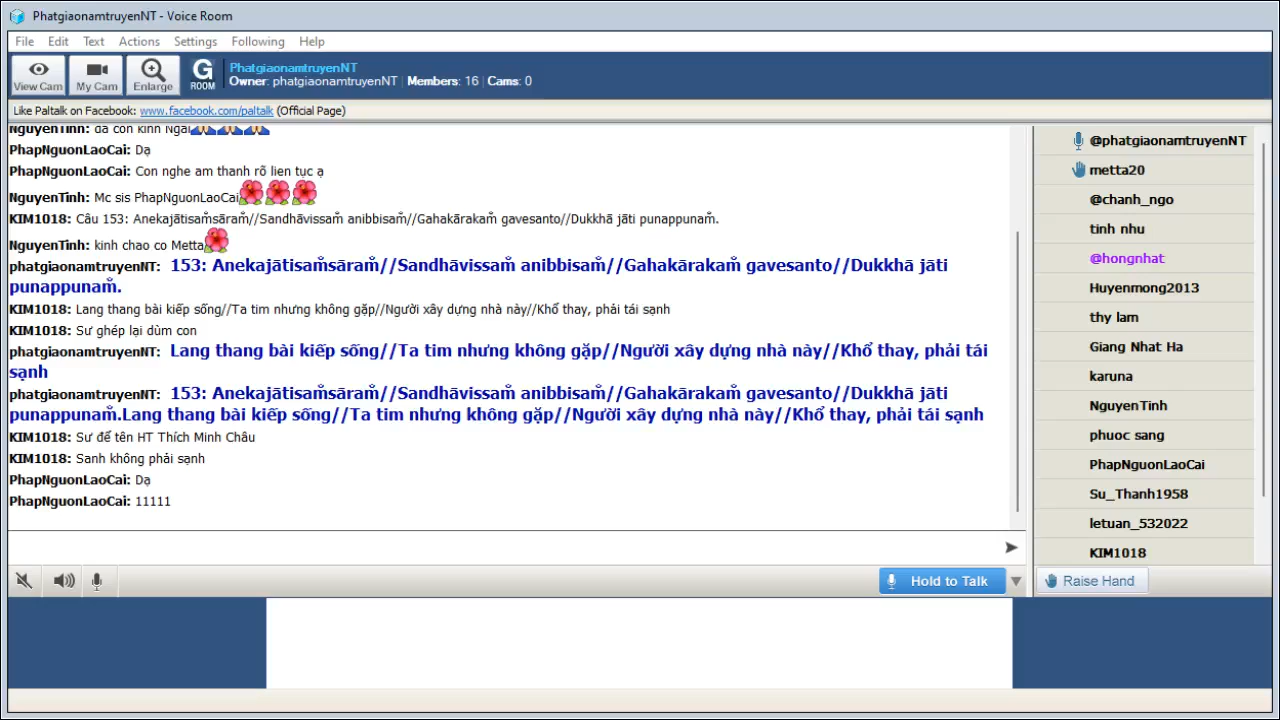 PhatgiaonamtruyenNT - Voice Room
File Edit Text Actions Settings Following Help
View Cam My Cam Enlarge G ROOM PhatgiaonamtruyenNT
Owner: phatgiaonamtruyenNT | Members: 16 | Cams: 0
Like Paltalk on Facebook: www.facebook.com/paltalk (Official Page)
NguyenTinh: da con kinh Ngai
PhapNguonLaoCai: Dạ
PhapNguonLaoCai: Con nghe am thanh rõ lien tục ạ
NguyenTinh: Mc sis PhapNguonLaoCai
KIM1018: Câu 153: Anekajātisaṁsāraṁ//Sandhāvissaṁ anibbisaṁ//Gahakārakaṁ gavesanto//Dukkhā jāti punappunaṁ.
NguyenTinh: kinh chao co Metta
phatgiaonamtruyenNT: 153: Anekajātisaṁsāraṁ//Sandhāvissaṁ anibbisaṁ//Gahakārakaṁ gavesanto//Dukkhā jāti
punappunaṁ.
KIM1018: Lang thang bài kiếp sống//Ta tim nhưng không gặp//Người xây dựng nhà này//Khổ thay, phải tái sạnh
KIM1018: Sư ghép lại dùm con
phatgiaonamtruyenNT: Lang thang bài kiếp sống//Ta tim nhưng không gặp//Người xây dựng nhà này//Khổ thay, phải tái
sạnh
phatgiaonamtruyenNT: 153: Anekajātisaṁsāraṁ//Sandhāvissaṁ anibbisaṁ//Gahakārakaṁ gavesanto//Dukkhā jāti
punappunaṁ.Lang thang bài kiếp sống//Ta tim nhưng không gặp//Người xây dựng nhà này//Khổ thay, phải tái sạnh
KIM1018: Sư để tên HT Thích Minh Châu
KIM1018: Sanh không phải sạnh
PhapNguonLaoCai: Dạ
PhapNguonLaoCai: 11111
Hold to Talk
@phatgiaonamtruyenNT
metta20
@chanh_ngo
tinh nhu
@hongnhat
Huyenmong2013
thy lam
Giang Nhat Ha
karuna
NguyenTinh
phuoc sang
PhapNguonLaoCai
Su_Thanh1958
letuan_532022
KIM1018
Raise Hand